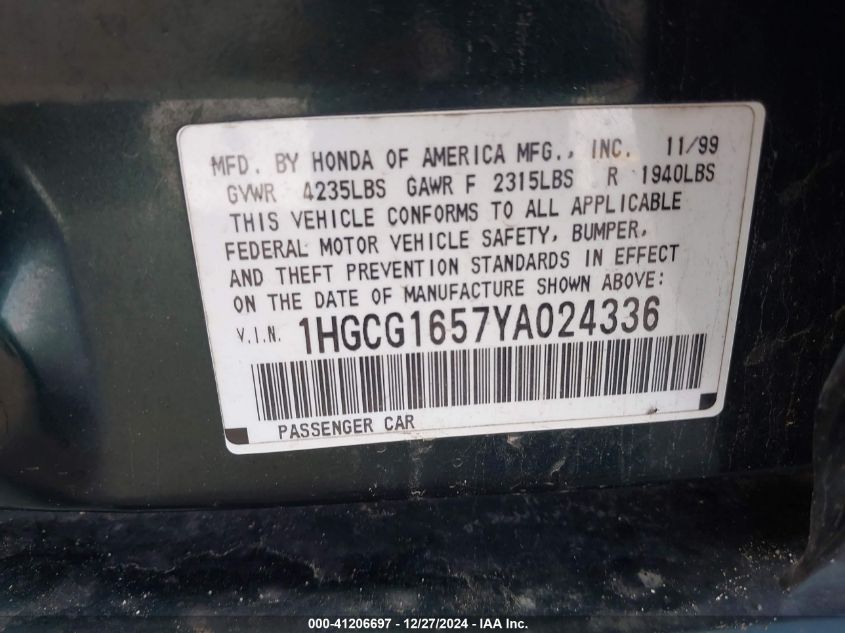 MFD. BY HONDA OF AMERICA MFG., INC. 11/99
GVWR 4235LBS GAWR F 2315LBS R 1940LBS
THIS VEHICLE CONFORMS TO ALL APPLICABLE
FEDERAL MOTOR VEHICLE SAFETY, BUMPER,
AND THEFT PREVENTION STANDARDS IN EFFECT
ON THE DATE OF MANUFACTURE SHOWN ABOVE:
V.I.N. 1HGCG1657YA024336
PASSENGER CAR
000-41206697 - 12/27/2024 - IAA Inc.